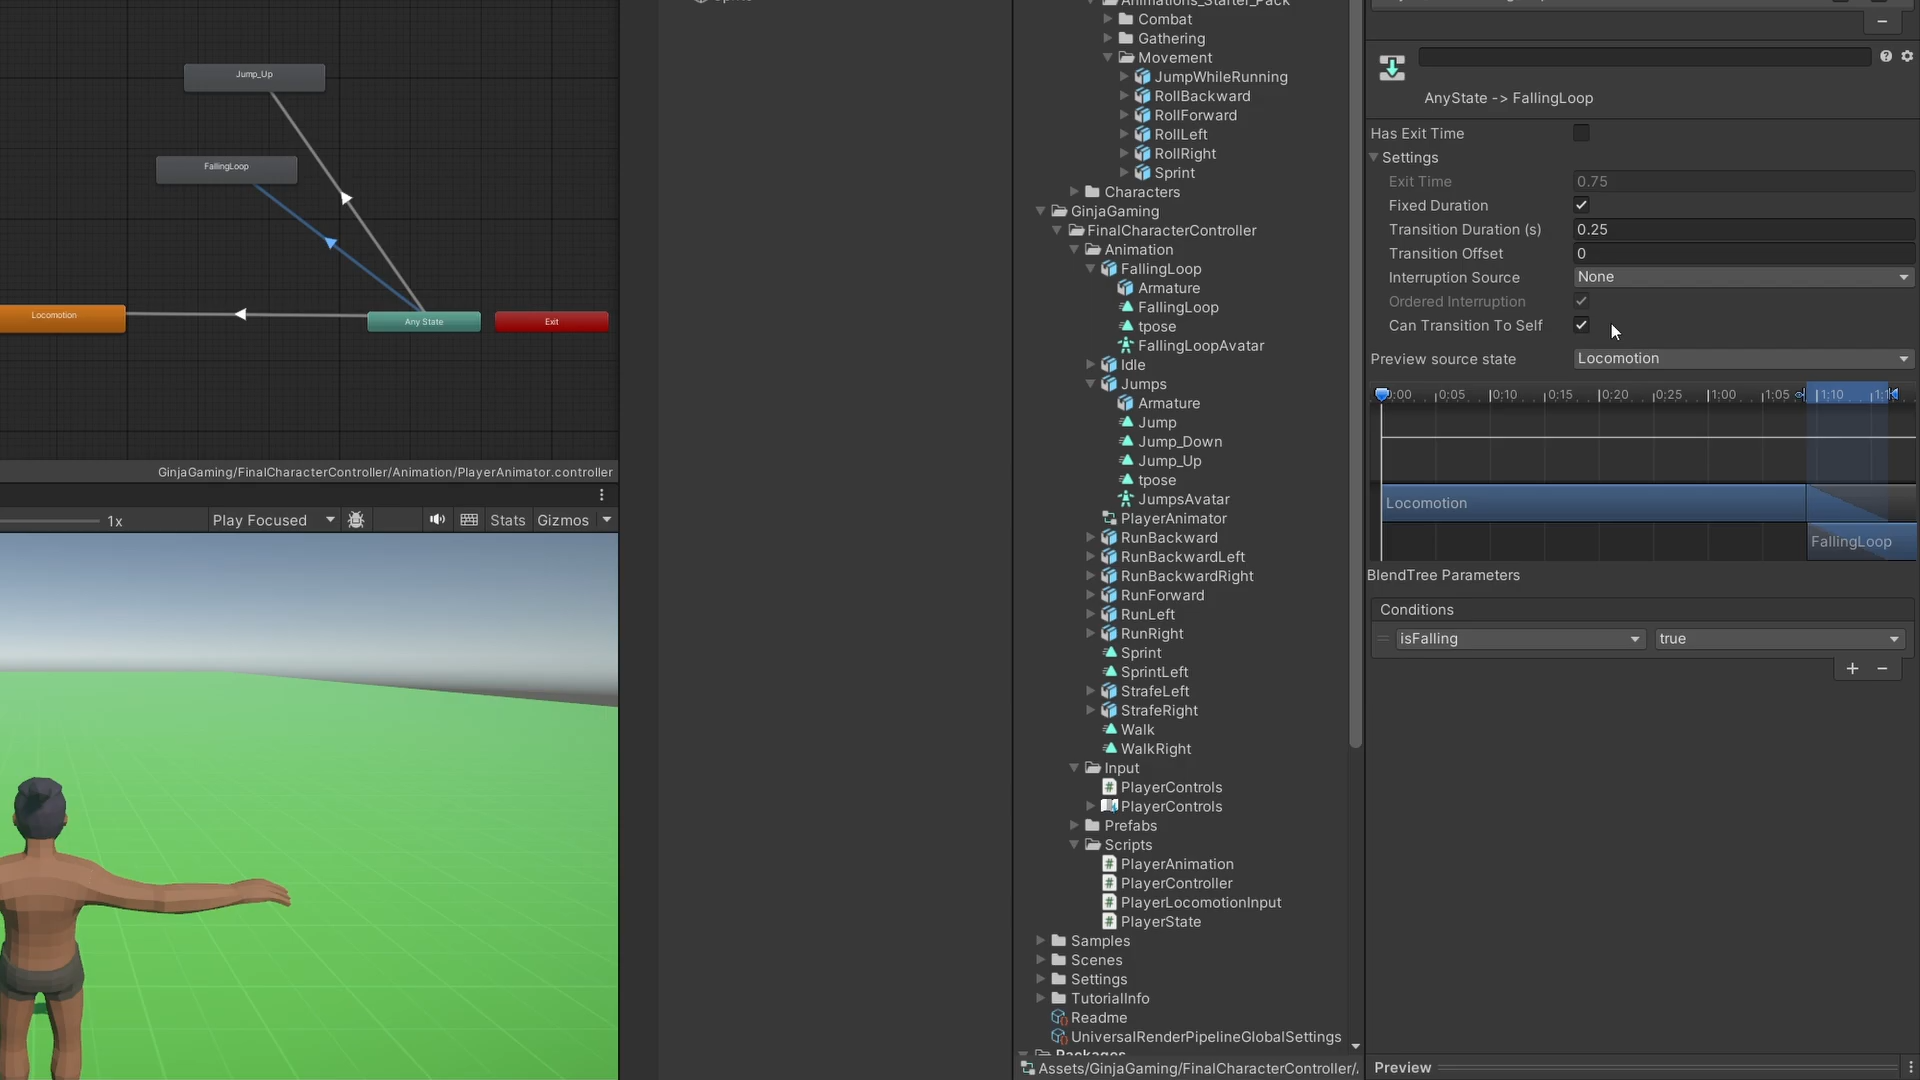 Jump_Up
FallingLoop
Locomotion
Any State
Exit
GinjaGaming/FinalCharacterController/Animation/PlayerAnimator.controller
1x
Play Focused
Stats
Gizmos
Animations_Starter_Pack
Combat
Gathering
Movement
JumpWhileRunning
RollBackward
RollForward
RollLeft
RollRight
Sprint
Characters
GinjaGaming
FinalCharacterController
Animation
FallingLoop
Armature
FallingLoop
tpose
FallingLoopAvatar
Idle
Jumps
Armature
Jump
Jump_Down
Jump_Up
tpose
JumpsAvatar
PlayerAnimator
RunBackward
RunBackwardLeft
RunBackwardRight
RunForward
RunLeft
RunRight
Sprint
SprintLeft
StrafeLeft
StrafeRight
Walk
WalkRight
Input
PlayerControls
PlayerControls
Prefabs
Scripts
PlayerAnimation
PlayerController
PlayerLocomotionInput
PlayerState
Samples
Scenes
Settings
TutorialInfo
Readme
UniversalRenderPipelineGlobalSettings
Packages
Assets/GinjaGaming/FinalCharacterController/
AnyState -> FallingLoop
Has Exit Time
Settings
Exit Time 0.75
Fixed Duration
Transition Duration (s) 0.25
Transition Offset 0
Interruption Source None
Ordered Interruption
Can Transition To Self
Preview source state Locomotion
0:00 0:05 0:10 0:15 0:20 0:25 1:00 1:05 1:10
Locomotion
FallingLoop
BlendTree Parameters
Conditions
isFalling true
Preview